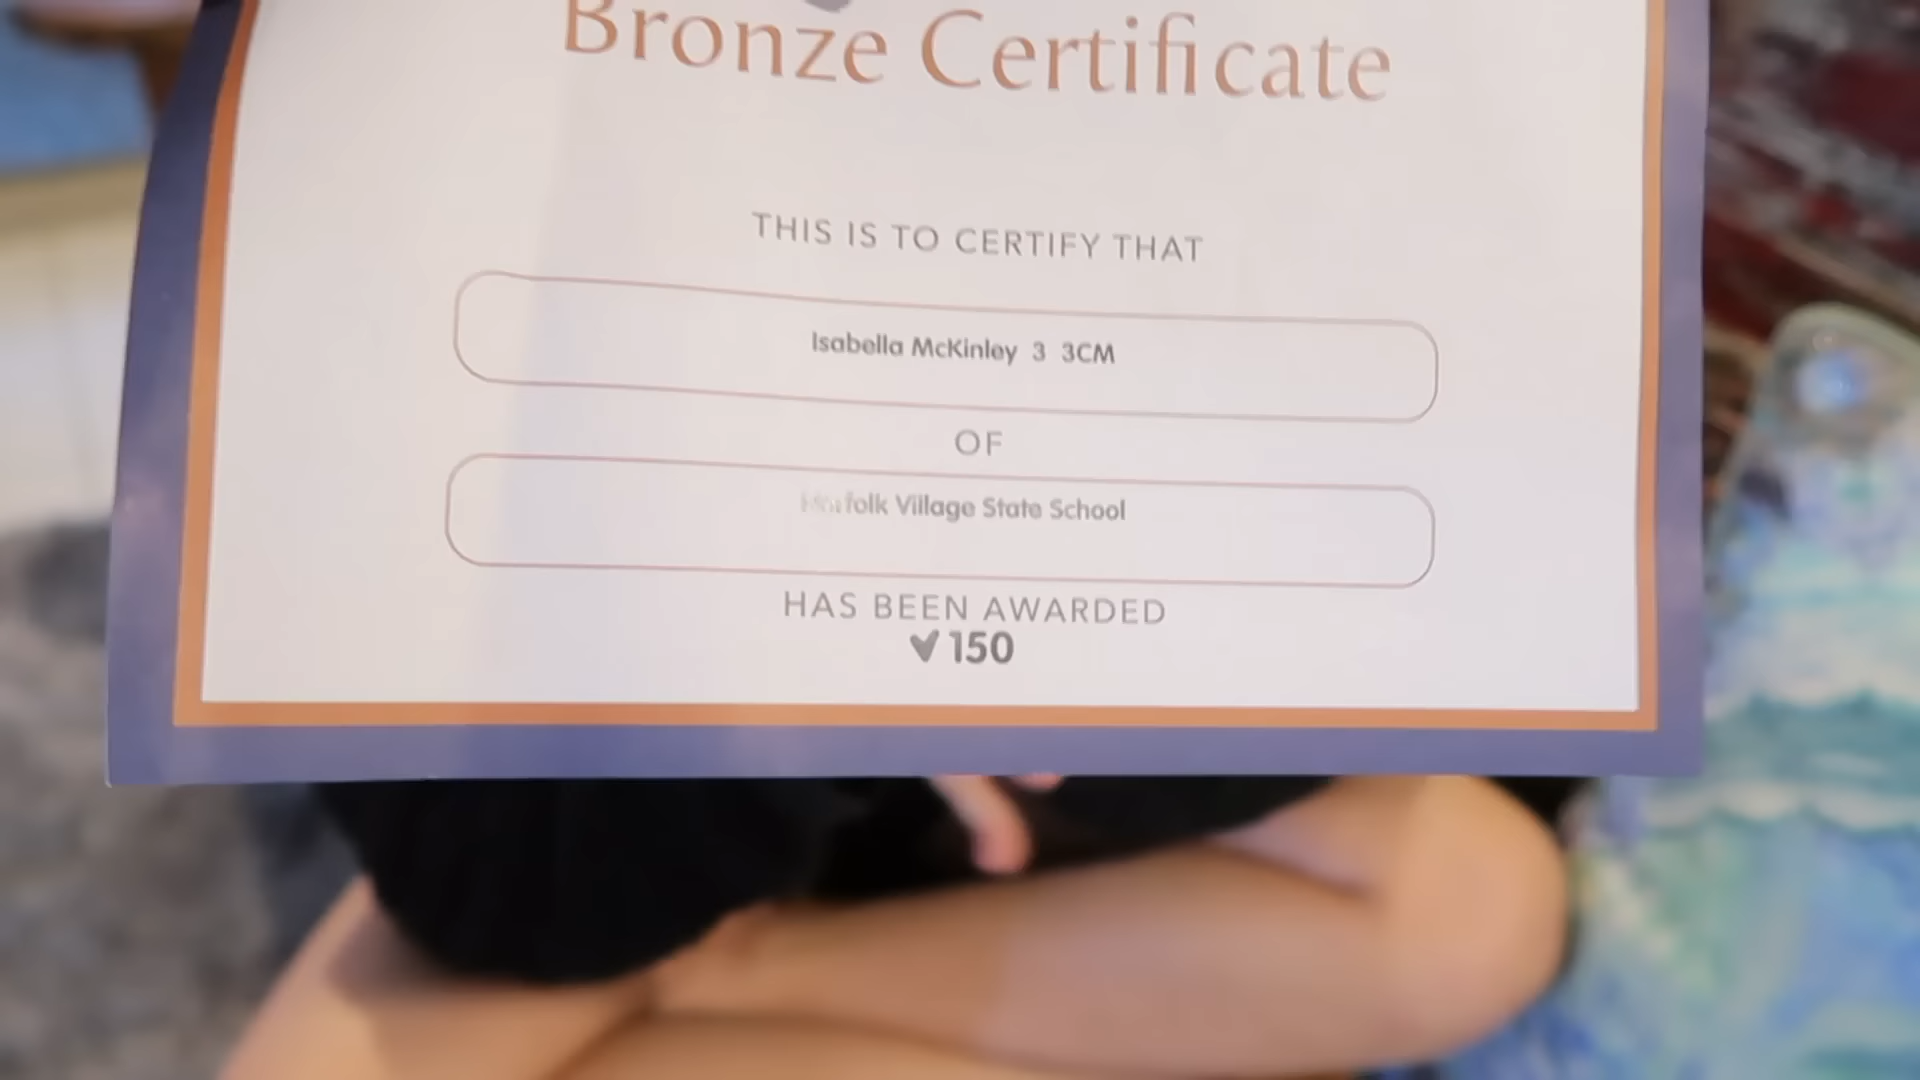 Bronze Certificate
THIS IS TO CERTIFY THAT
Isabella McKinley 3 3CM
OF
Norfolk Village State School
HAS BEEN AWARDED
150